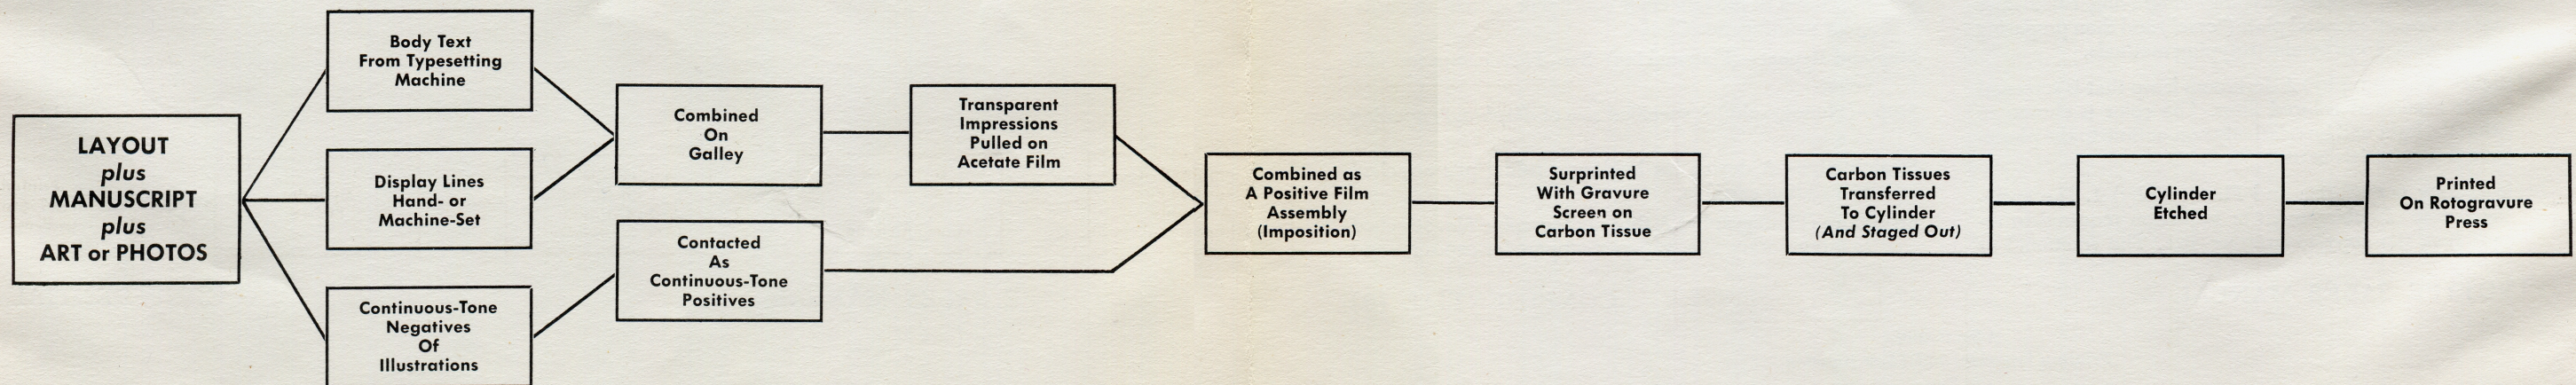 LAYOUT
plus
MANUSCRIPT
plus
ART or PHOTOS
Body Text
From Typesetting
Machine
Display Lines
Hand- or
Machine-Set
Continuous-Tone
Negatives
Of
Illustrations
Combined
On
Galley
Contacted
As
Continuous-Tone
Positives
Transparent
Impressions
Pulled on
Acetate Film
Combined as
A Positive Film
Assembly
(Imposition)
Surprinted
With Gravure
Screen on
Carbon Tissue
Carbon Tissues
Transferred
To Cylinder
(And Staged Out)
Cylinder
Etched
Printed
On Rotogravure
Press